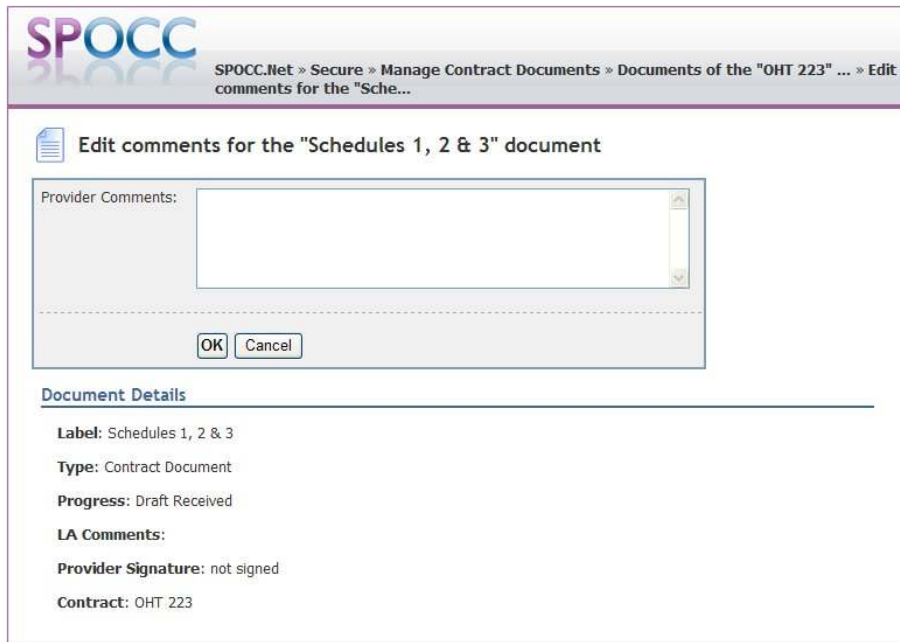 SPOCC
SPOCC.Net » Secure » Manage Contract Documents » Documents of the "OHT 223" ... » Edit
comments for the "Sche...
Edit comments for the "Schedules 1, 2 & 3" document
Provider Comments:
OK Cancel
Document Details
Label: Schedules 1, 2 & 3
Type: Contract Document
Progress: Draft Received
LA Comments:
Provider Signature: not signed
Contract: OHT 223